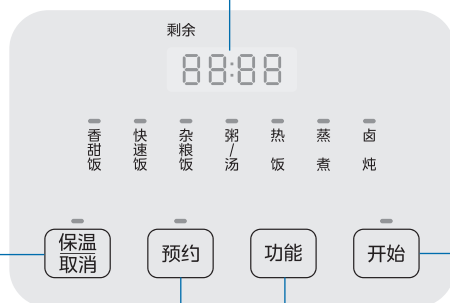 剩余
88:88
香甜饭 快速饭 杂粮饭 粥/汤 热饭 蒸煮 卤炖
保温 预约 功能 开始
取消